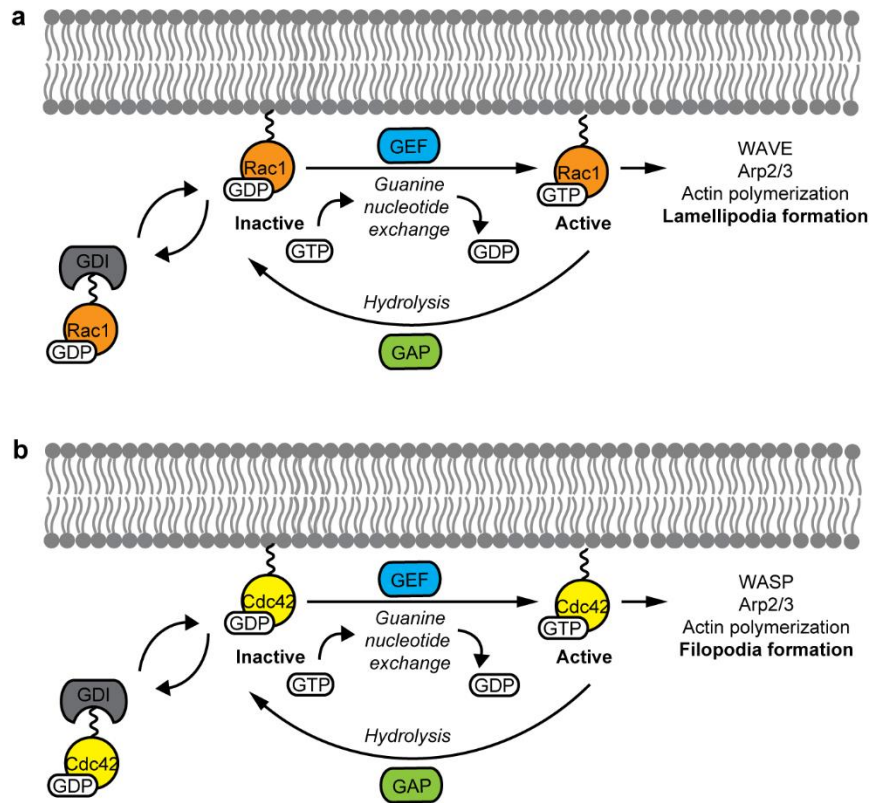 a
GEF
Rac1
GDP
Rac1
GTP
WAVE
Arp2/3
Actin polymerization
Lamellipodia formation
Guanine
nucleotide
exchange
Inactive
Active
GTP
GDP
GDI
Rac1
GDP
Hydrolysis
GAP
b
GEF
Cdc42
GDP
Cdc42
GTP
WASP
Arp2/3
Actin polymerization
Filopodia formation
Guanine
nucleotide
exchange
Inactive
Active
GTP
GDP
GDI
Cdc42
GDP
Hydrolysis
GAP